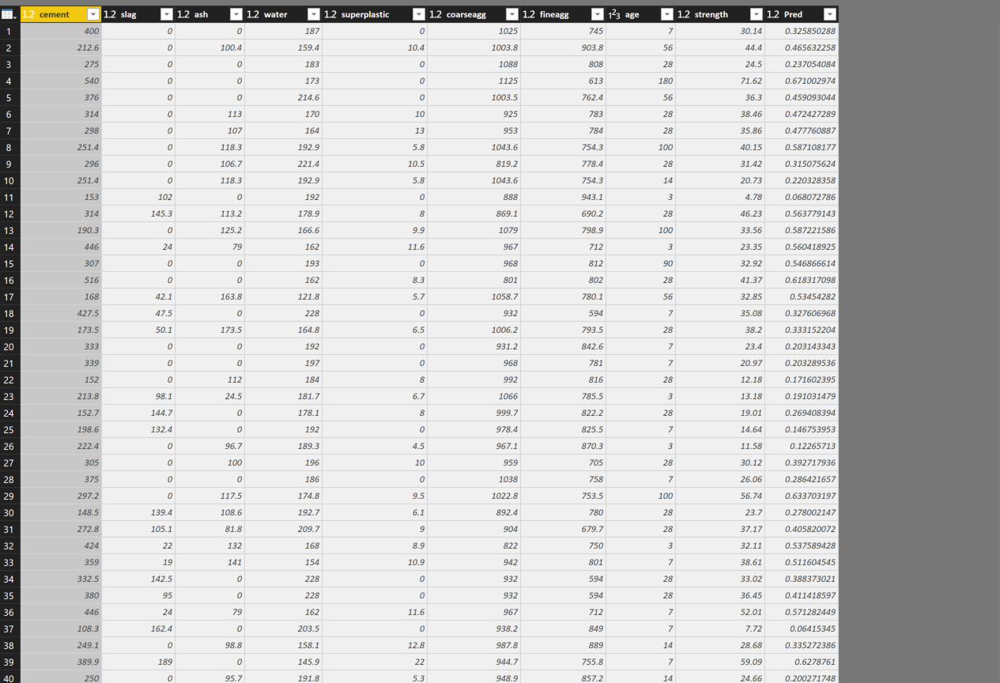 1.2 cement 1.2 slag 1.2 ash 1.2 water 1.2 superplastic 1.2 coarseagg 1.2 fineagg 123 age 1.2 strength 1.2 Pred
1 400 0 0 187 0 1025 745 7 30.14 0.325850288
2 212.6 0 100.4 159.4 10.4 1003.8 903.8 56 44.4 0.465632258
3 275 0 0 183 0 1088 808 28 24.5 0.237054084
4 540 0 0 173 0 1125 613 180 71.62 0.671002974
5 376 0 0 214.6 0 1003.5 762.4 56 36.3 0.459093044
6 314 0 113 170 10 925 783 28 38.46 0.472427289
7 298 0 107 164 13 953 784 28 35.86 0.477760887
8 251.4 0 118.3 192.9 5.8 1043.6 754.3 100 40.15 0.587108177
9 296 0 106.7 221.4 10.5 819.2 778.4 28 31.42 0.315075624
10 251.4 0 118.3 192.9 5.8 1043.6 754.3 14 20.73 0.220328358
11 153 102 0 192 0 888 943.1 3 4.78 0.068072786
12 314 145.3 113.2 178.9 8 869.1 690.2 28 46.23 0.563779143
13 190.3 0 125.2 166.6 9.9 1079 798.9 100 33.56 0.587221586
14 446 24 79 162 11.6 967 712 3 23.35 0.560418925
15 307 0 0 193 0 968 812 90 32.92 0.546866614
16 516 0 0 162 8.3 801 802 28 41.37 0.618317098
17 168 42.1 163.8 121.8 5.7 1058.7 780.1 56 32.85 0.53454282
18 427.5 47.5 0 228 0 932 594 7 35.08 0.327606968
19 173.5 50.1 173.5 164.8 6.5 1006.2 793.5 28 38.2 0.333152204
20 333 0 0 192 0 931.2 842.6 7 23.4 0.203143343
21 339 0 0 197 0 968 781 7 20.97 0.203289536
22 152 0 112 184 8 992 816 28 12.18 0.171602395
23 213.8 98.1 24.5 181.7 6.7 1066 785.5 3 13.18 0.191031479
24 152.7 144.7 0 178.1 8 999.7 822.2 28 19.01 0.269408394
25 198.6 132.4 0 192 0 978.4 825.5 7 14.64 0.146753953
26 222.4 0 96.7 189.3 4.5 967.1 870.3 3 11.58 0.12265713
27 305 0 100 196 10 959 705 28 30.12 0.392717936
28 375 0 0 186 0 1038 758 7 26.06 0.286421657
29 297.2 0 117.5 174.8 9.5 1022.8 753.5 100 56.74 0.633703197
30 148.5 139.4 108.6 192.7 6.1 892.4 780 28 23.7 0.278002147
31 272.8 105.1 81.8 209.7 9 904 679.7 28 37.17 0.405820072
32 424 22 132 168 8.9 822 750 3 32.11 0.537589428
33 359 19 141 154 10.9 942 801 7 38.61 0.511604545
34 332.5 142.5 0 228 0 932 594 28 33.02 0.388373021
35 380 95 0 228 0 932 594 28 36.45 0.411418597
36 446 24 79 162 11.6 967 712 7 52.01 0.571282449
37 108.3 162.4 0 203.5 0 938.2 849 7 7.72 0.06415345
38 249.1 0 98.8 158.1 12.8 987.8 889 14 28.68 0.335272386
39 389.9 189 0 145.9 22 944.7 755.8 7 59.09 0.6278761
40 250 0 95.7 191.8 5.3 948.9 857.2 14 24.66 0.200271748